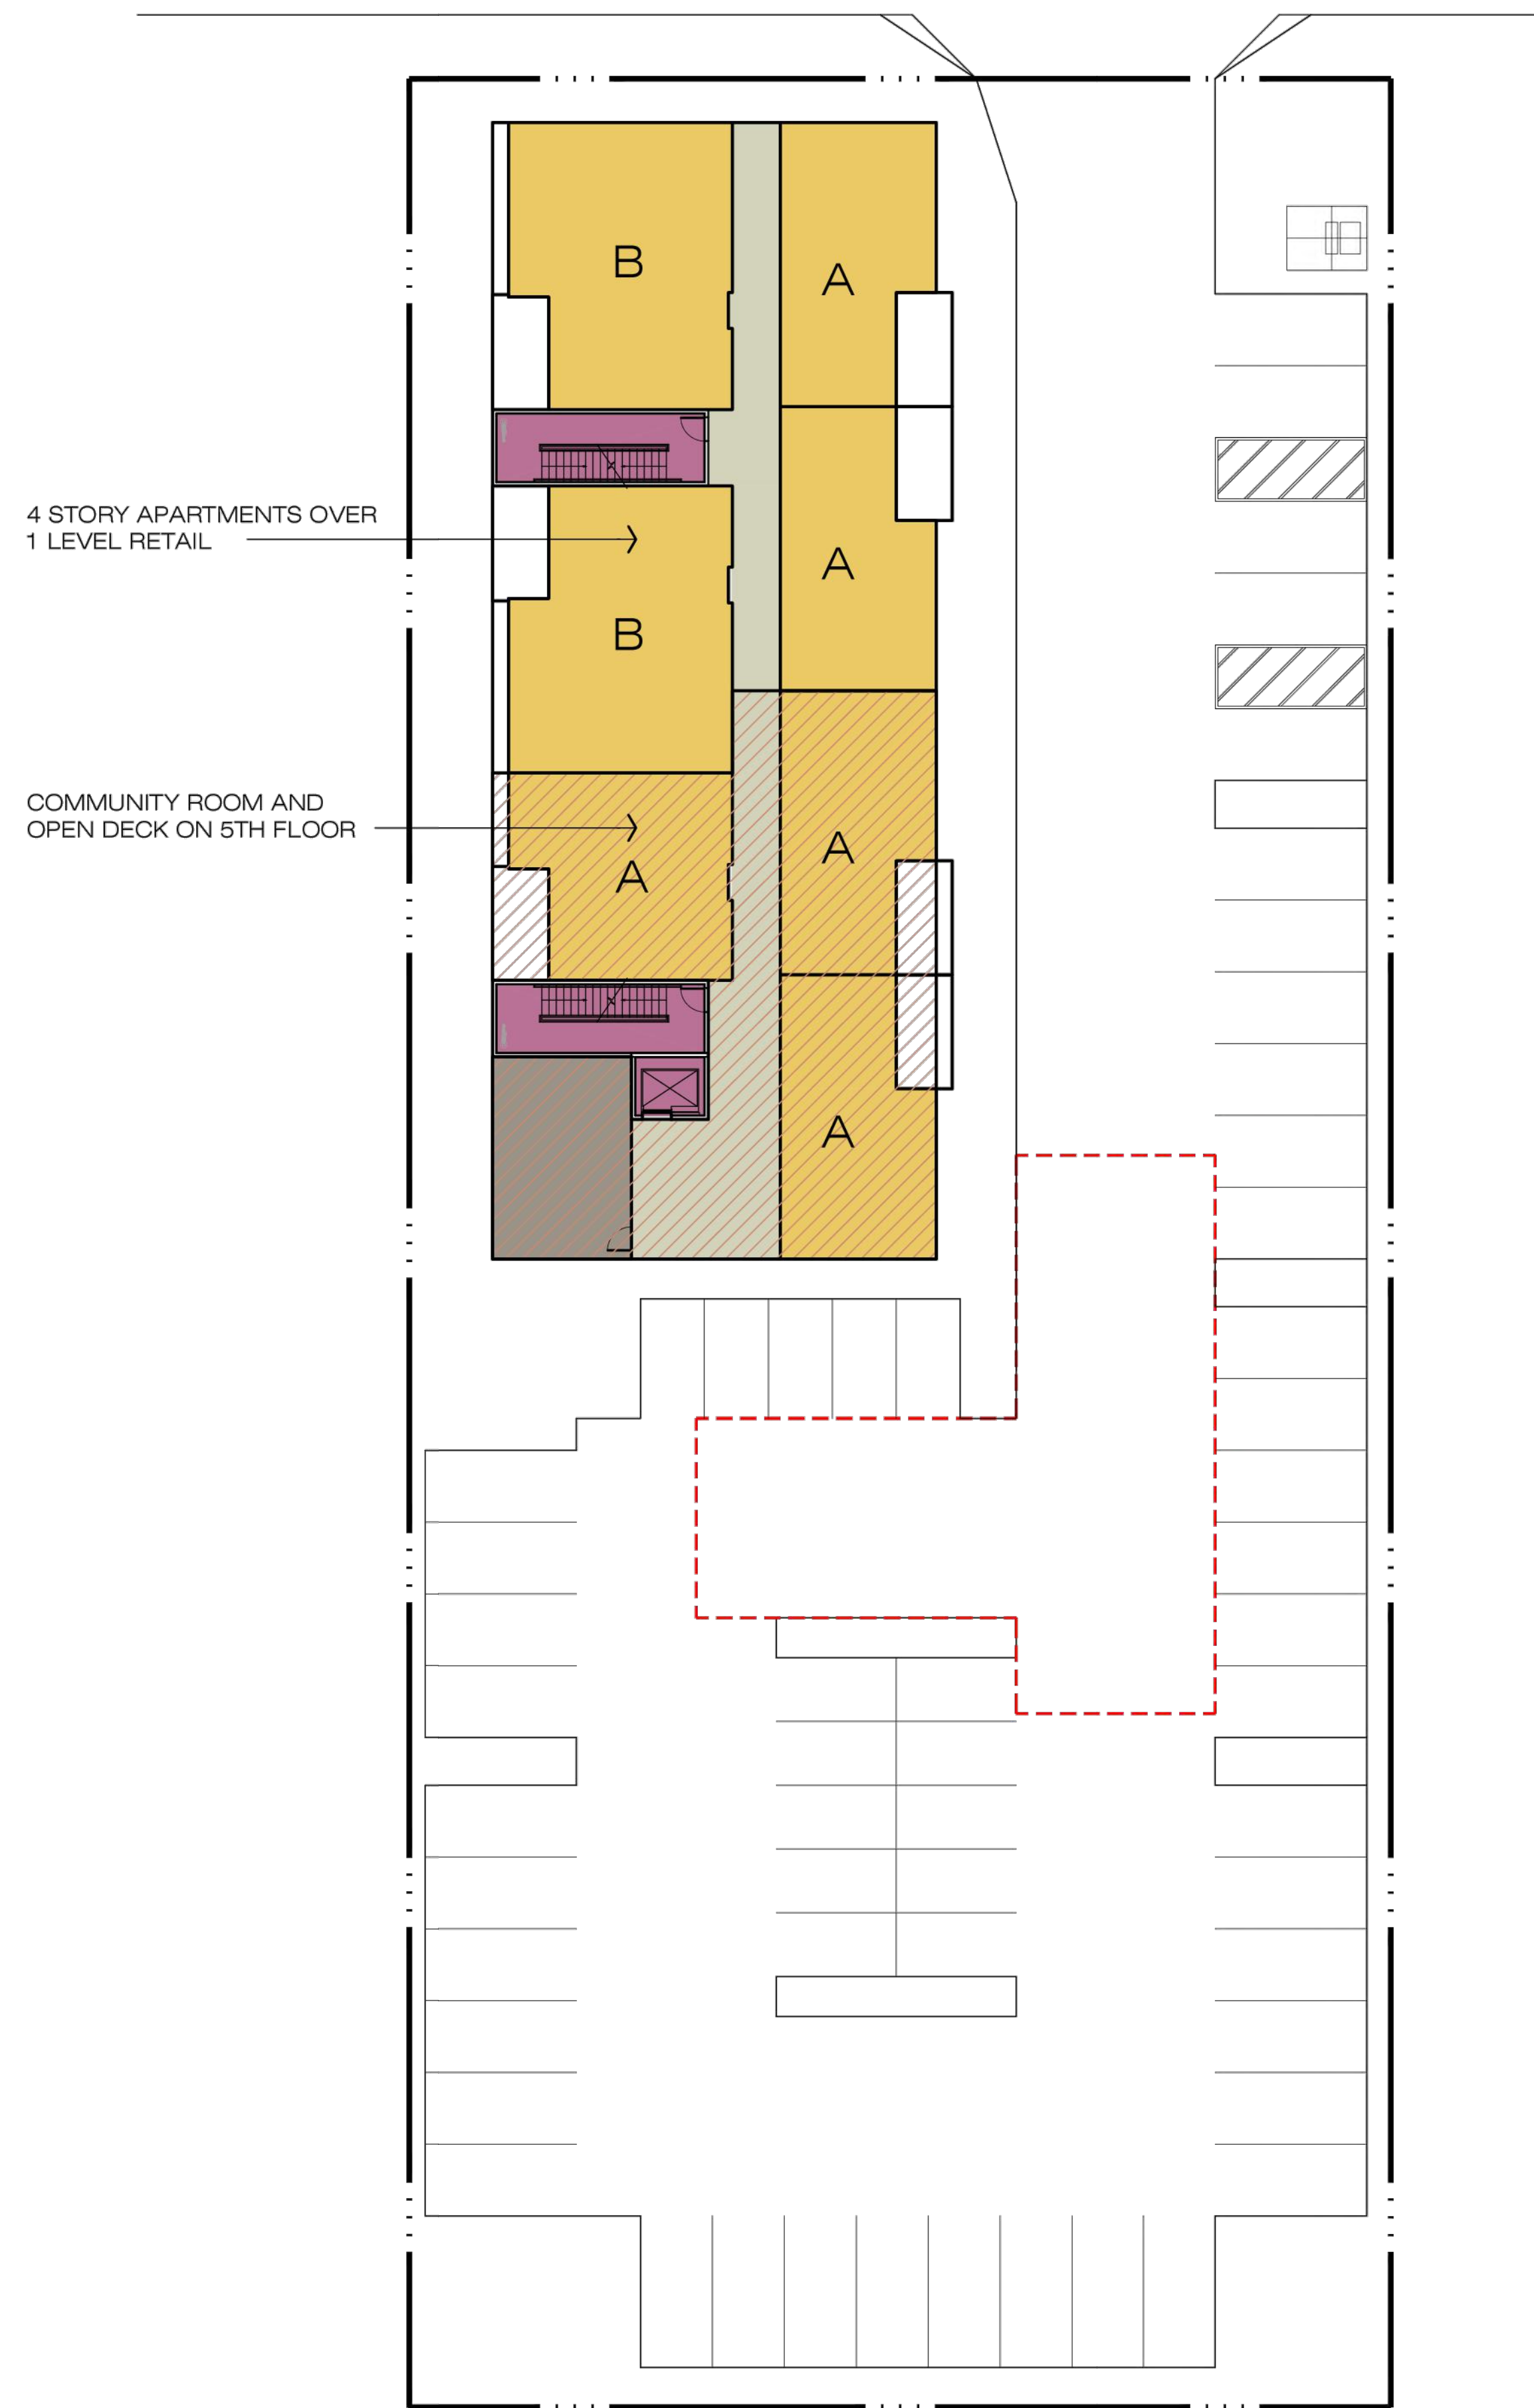 B
A
4 STORY APARTMENTS OVER
1 LEVEL RETAIL
A
B
COMMUNITY ROOM AND
OPEN DECK ON 5TH FLOOR
A
A
A